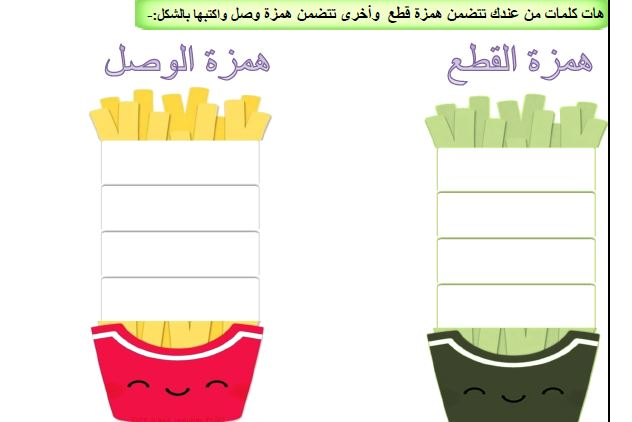 هات كلمات من عندك تتضمن همزة قطع وأخرى تتضمن همزة وصل واكتبها بالشكل:-
همزة القطع
همزة الوصل